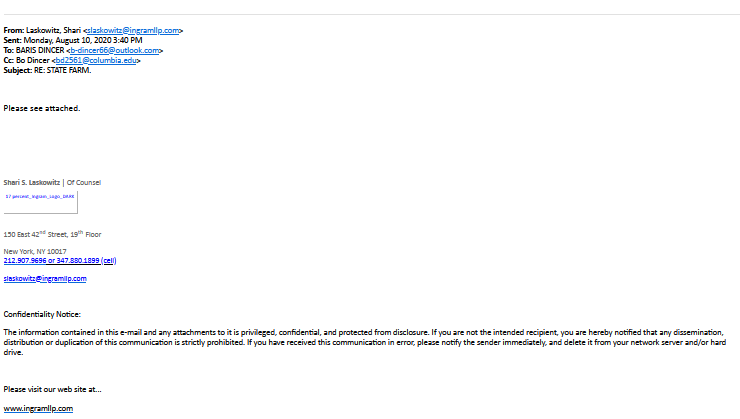 From: Laskowitz, Shari <slaskowitz@ingramllp.com>
Sent: Monday, August 10, 2020 3:40 PM
To: BARIS DINCER <b-dincer66@outlook.com>
Cc: Bo Dincer <bd2561@columbia.edu>
Subject: RE: STATE FARM.
Please see attached.
Shari S. Laskowitz | Of Counsel
17 percent_Ingram_Logo_DARK
150 East 42nd Street, 19th Floor
New York, NY 10017
212.907.9696 or 347.880.1899 (cell)
slaskowitz@ingramllp.com
Confidentiality Notice:
The information contained in this e-mail and any attachments to it is privileged, confidential, and protected from disclosure. If you are not the intended recipient, you are hereby notified that any dissemination,
distribution or duplication of this communication is strictly prohibited. If you have received this communication in error, please notify the sender immediately, and delete it from your network server and/or hard
drive.
Please visit our web site at...
www.ingramllp.com